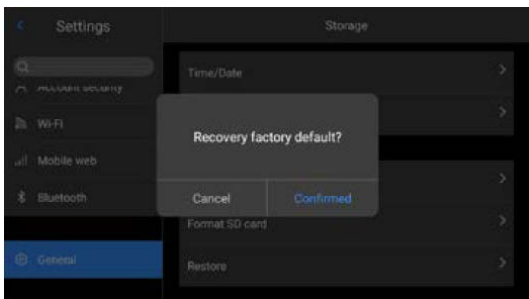 Settings
Storage
Time/Date
Account security
Wi-Fi
Recovery factory default?
Mobile web
Bluetooth
Cancel
Confirmed
Format SD card
General
Restore